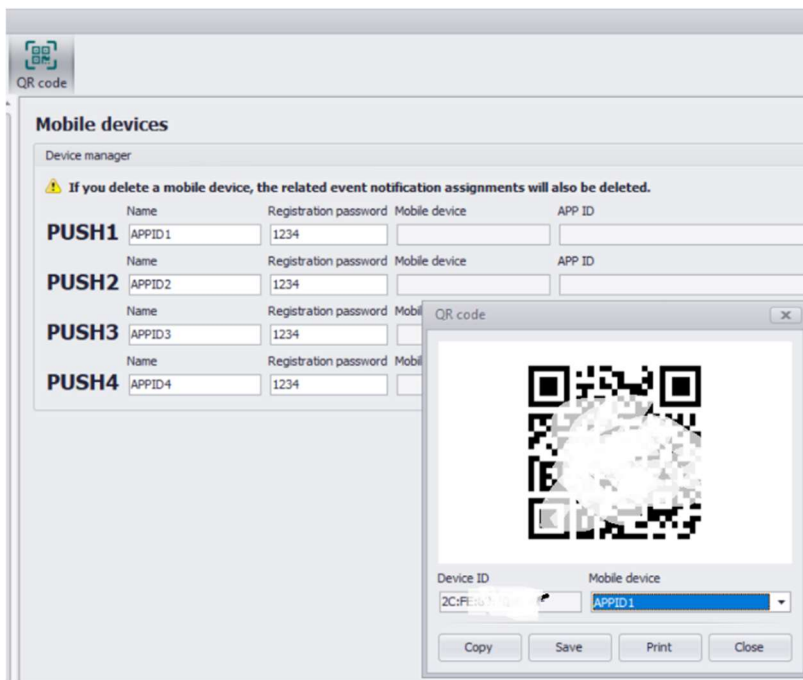 QR code
Mobile devices
Device manager
If you delete a mobile device, the related event notification assignments will also be deleted.
Name Registration password Mobile device APP ID
PUSH1 APPID1 1234
Name Registration password Mobile device APP ID
PUSH2 APPID2 1234
Name Registration password
PUSH3 APPID3 1234
Name Registration password
PUSH4 APPID4 1234
QR code
Device ID Mobile device
APPID1
Copy Save Print Close